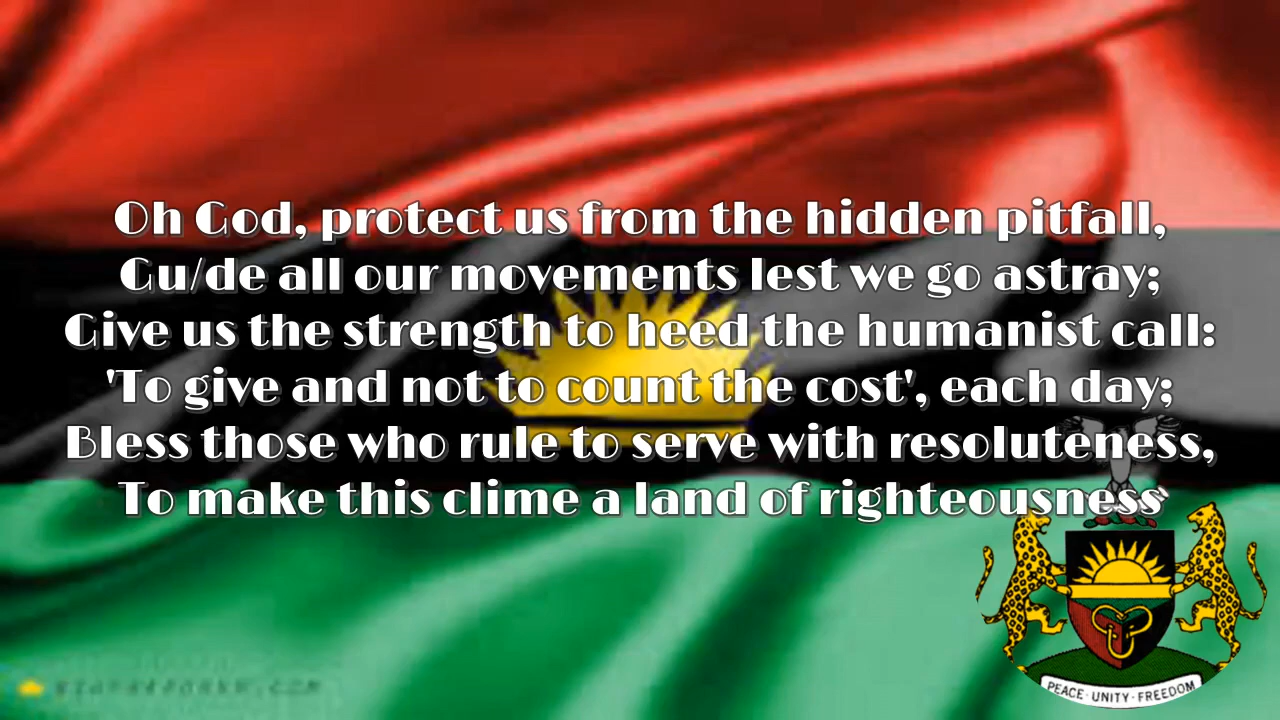 Oh God, protect us from the hidden pitfall,
Gu/de all our movements lest we go astray;
Give us the strength to heed the humanist call:
'To give and not to count the cost', each day;
Bless those who rule to serve with resoluteness,
To make this clime a land of righteousness
PEACE · UNITY · FREEDOM